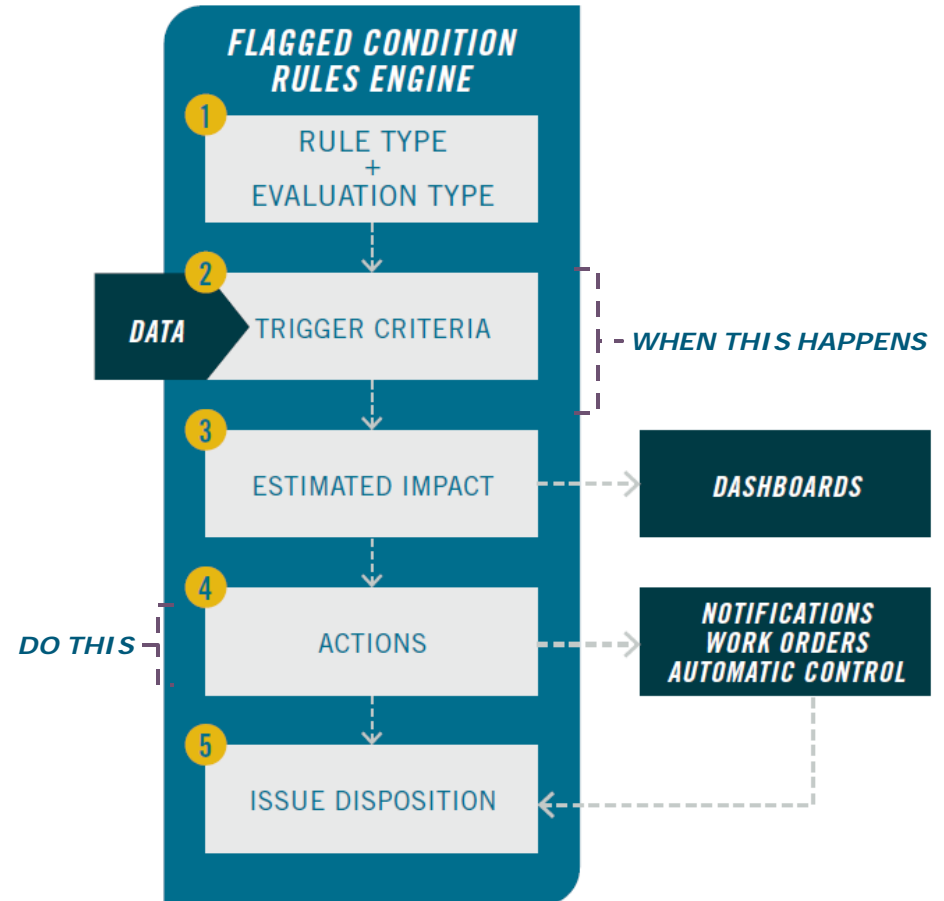 FLAGGED CONDITION
RULES ENGINE
1
RULE TYPE
+
EVALUATION TYPE
2
DATA
TRIGGER CRITERIA
WHEN THIS HAPPENS
3
ESTIMATED IMPACT
DASHBOARDS
4
DO THIS
ACTIONS
NOTIFICATIONS
WORK ORDERS
AUTOMATIC CONTROL
5
ISSUE DISPOSITION